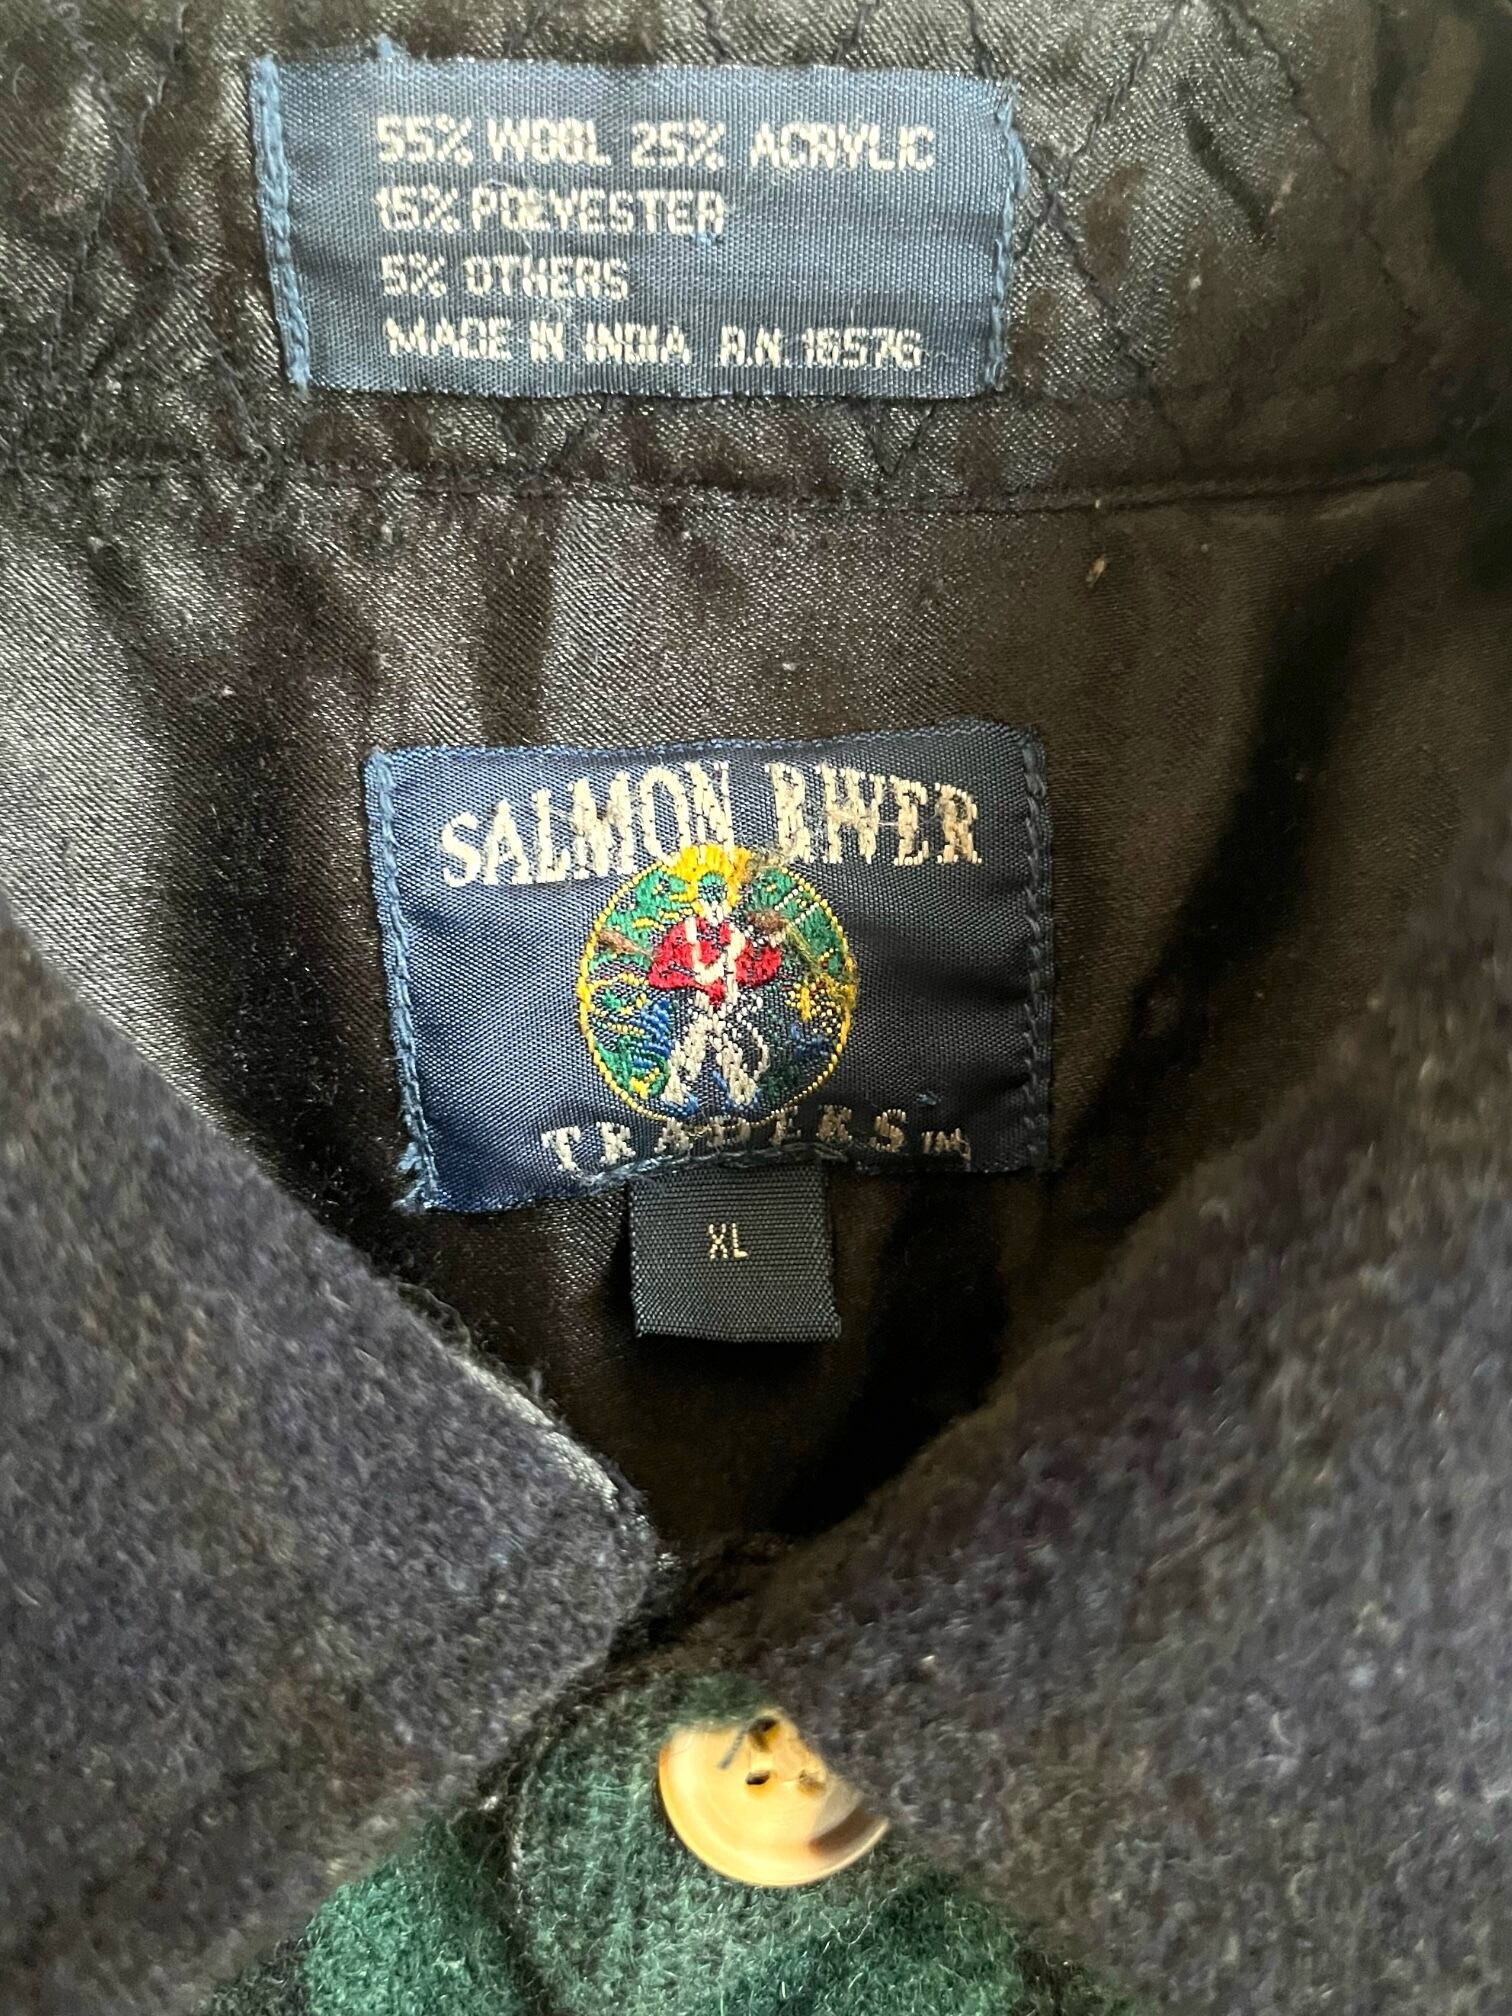 55% WOOL 25% ACRYLIC
15% POLYESTER
5% OTHERS
MADE IN INDIA R.N. 16576
SALMON RIVER
TRADERS
XL